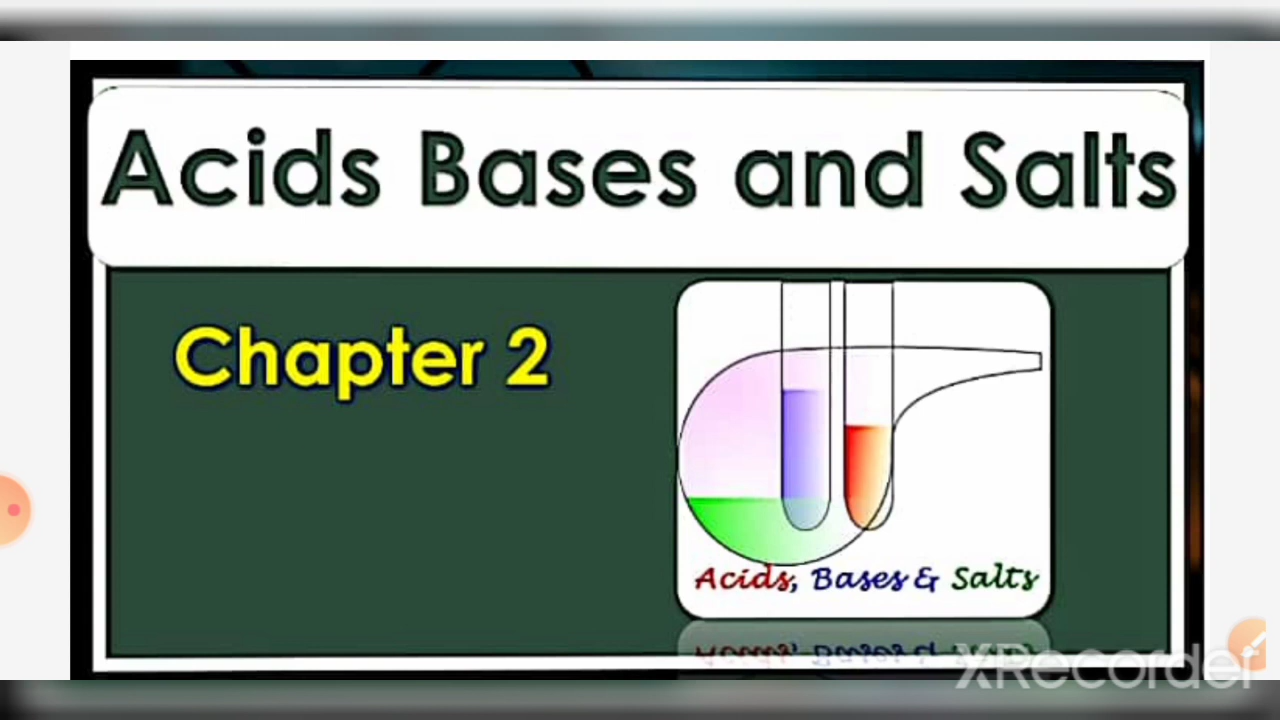 Acids Bases and Salts
Chapter 2
Acids, Bases & Salts
XRecorder